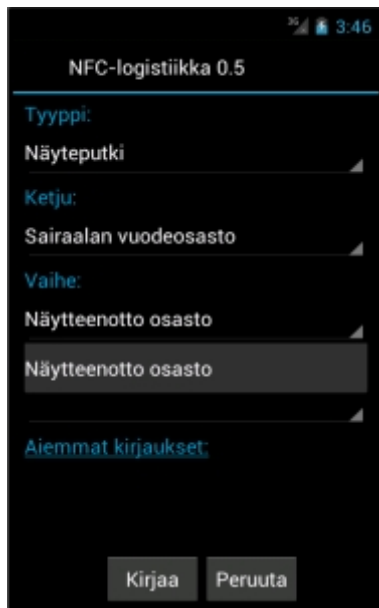 3G 3:46
NFC-logistiikka 0.5
Tyyppi:
Näyteputki
Ketju:
Sairaalan vuodeosasto
Vaihe:
Näytteenotto osasto
Näytteenotto osasto
Aiemmat kirjaukset:
Kirjaa Peruuta